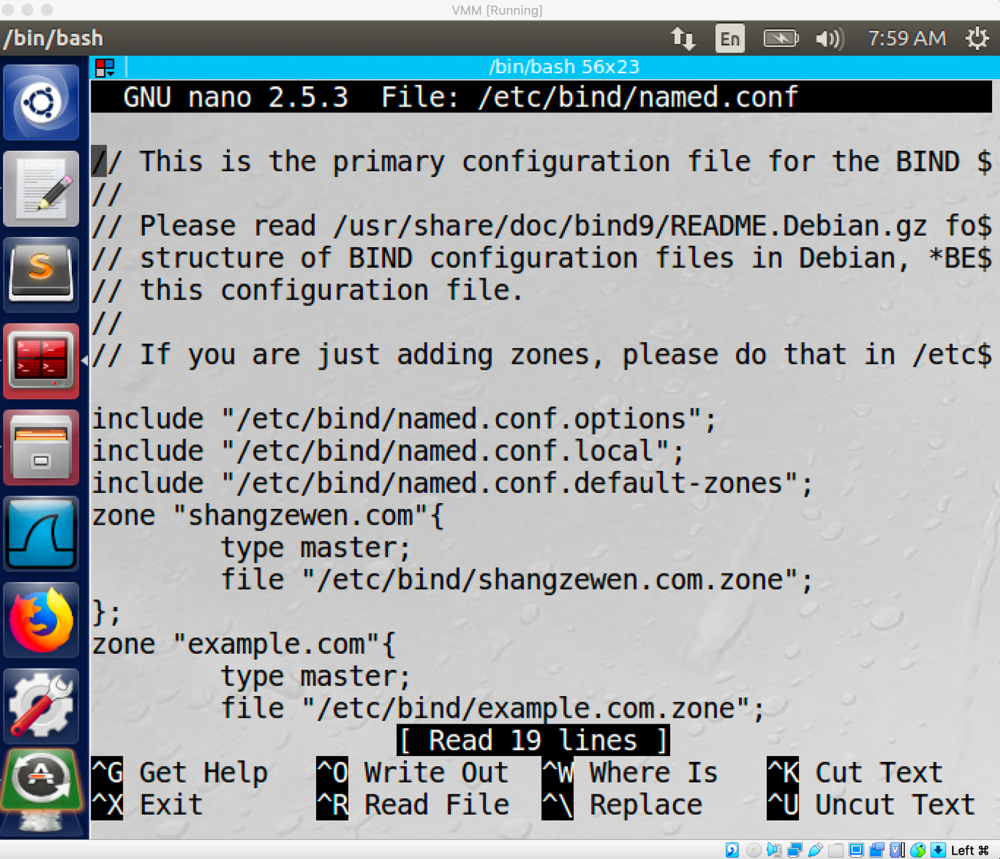 VMM [Running]
/bin/bash
En
7:59 AM
/bin/bash 56x23
GNU nano 2.5.3 File: /etc/bind/named.conf
// This is the primary configuration file for the BIND $
//
// Please read /usr/share/doc/bind9/README.Debian.gz fo$
// structure of BIND configuration files in Debian, *BE$
// this configuration file.
//
// If you are just adding zones, please do that in /etc$
include "/etc/bind/named.conf.options";
include "/etc/bind/named.conf.local";
include "/etc/bind/named.conf.default-zones";
zone "shangzewen.com"{
type master;
file "/etc/bind/shangzewen.com.zone";
};
zone "example.com"{
type master;
file "/etc/bind/example.com.zone";
[ Read 19 lines ]
^G Get Help ^O Write Out ^W Where Is ^K Cut Text
^X Exit ^R Read File ^\ Replace ^U Uncut Text
Left ⌘